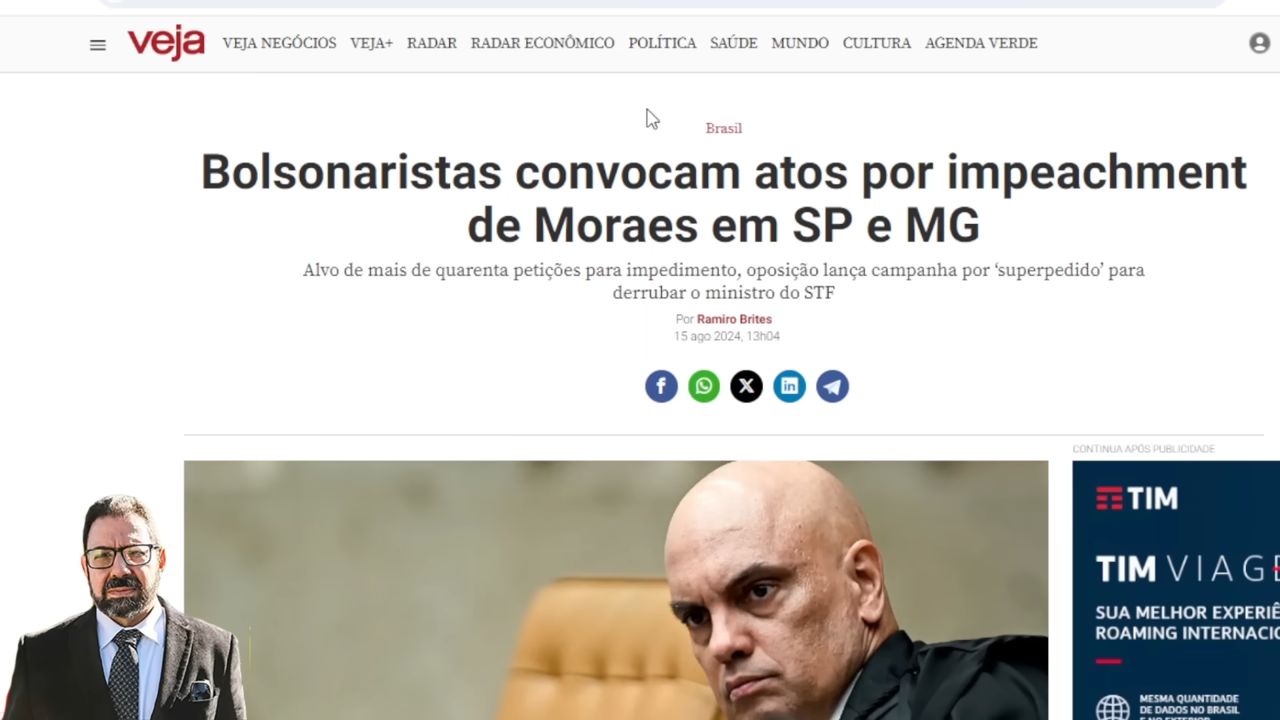 veja
VEJA NEGÓCIOS VEJA+ RADAR RADAR ECONÔMICO POLÍTICA SAÚDE MUNDO CULTURA AGENDA VERDE
Brasil
Bolsonaristas convocam atos por impeachment
de Moraes em SP e MG
Alvo de mais de quarenta petições para impedimento, oposição lança campanha por ‘superpedido’ para
derrubar o ministro do STF
Por Ramiro Brites
15 ago 2024, 13h04
CONTINUA APÓS PUBLICIDADE
TIM
TIM VIAGE
SUA MELHOR EXPERIÊ
ROAMING INTERNACIO
MESMA QUANTIDADE
DE DADOS NO BRASIL
E NO EXTERIOR